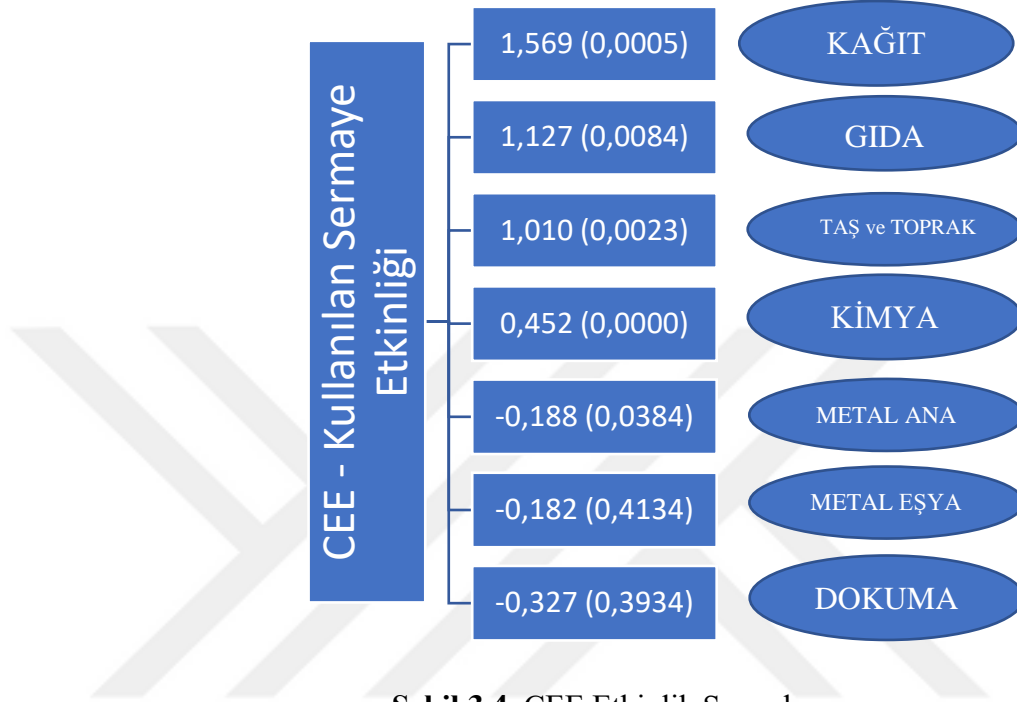 CEE - Kullanılan Sermaye
Etkinliği
1,569 (0,0005) KAĞIT
1,127 (0,0084) GIDA
1,010 (0,0023) TAŞ ve TOPRAK
0,452 (0,0000) KİMYA
-0,188 (0,0384) METAL ANA
-0,182 (0,4134) METAL EŞYA
-0,327 (0,3934) DOKUMA